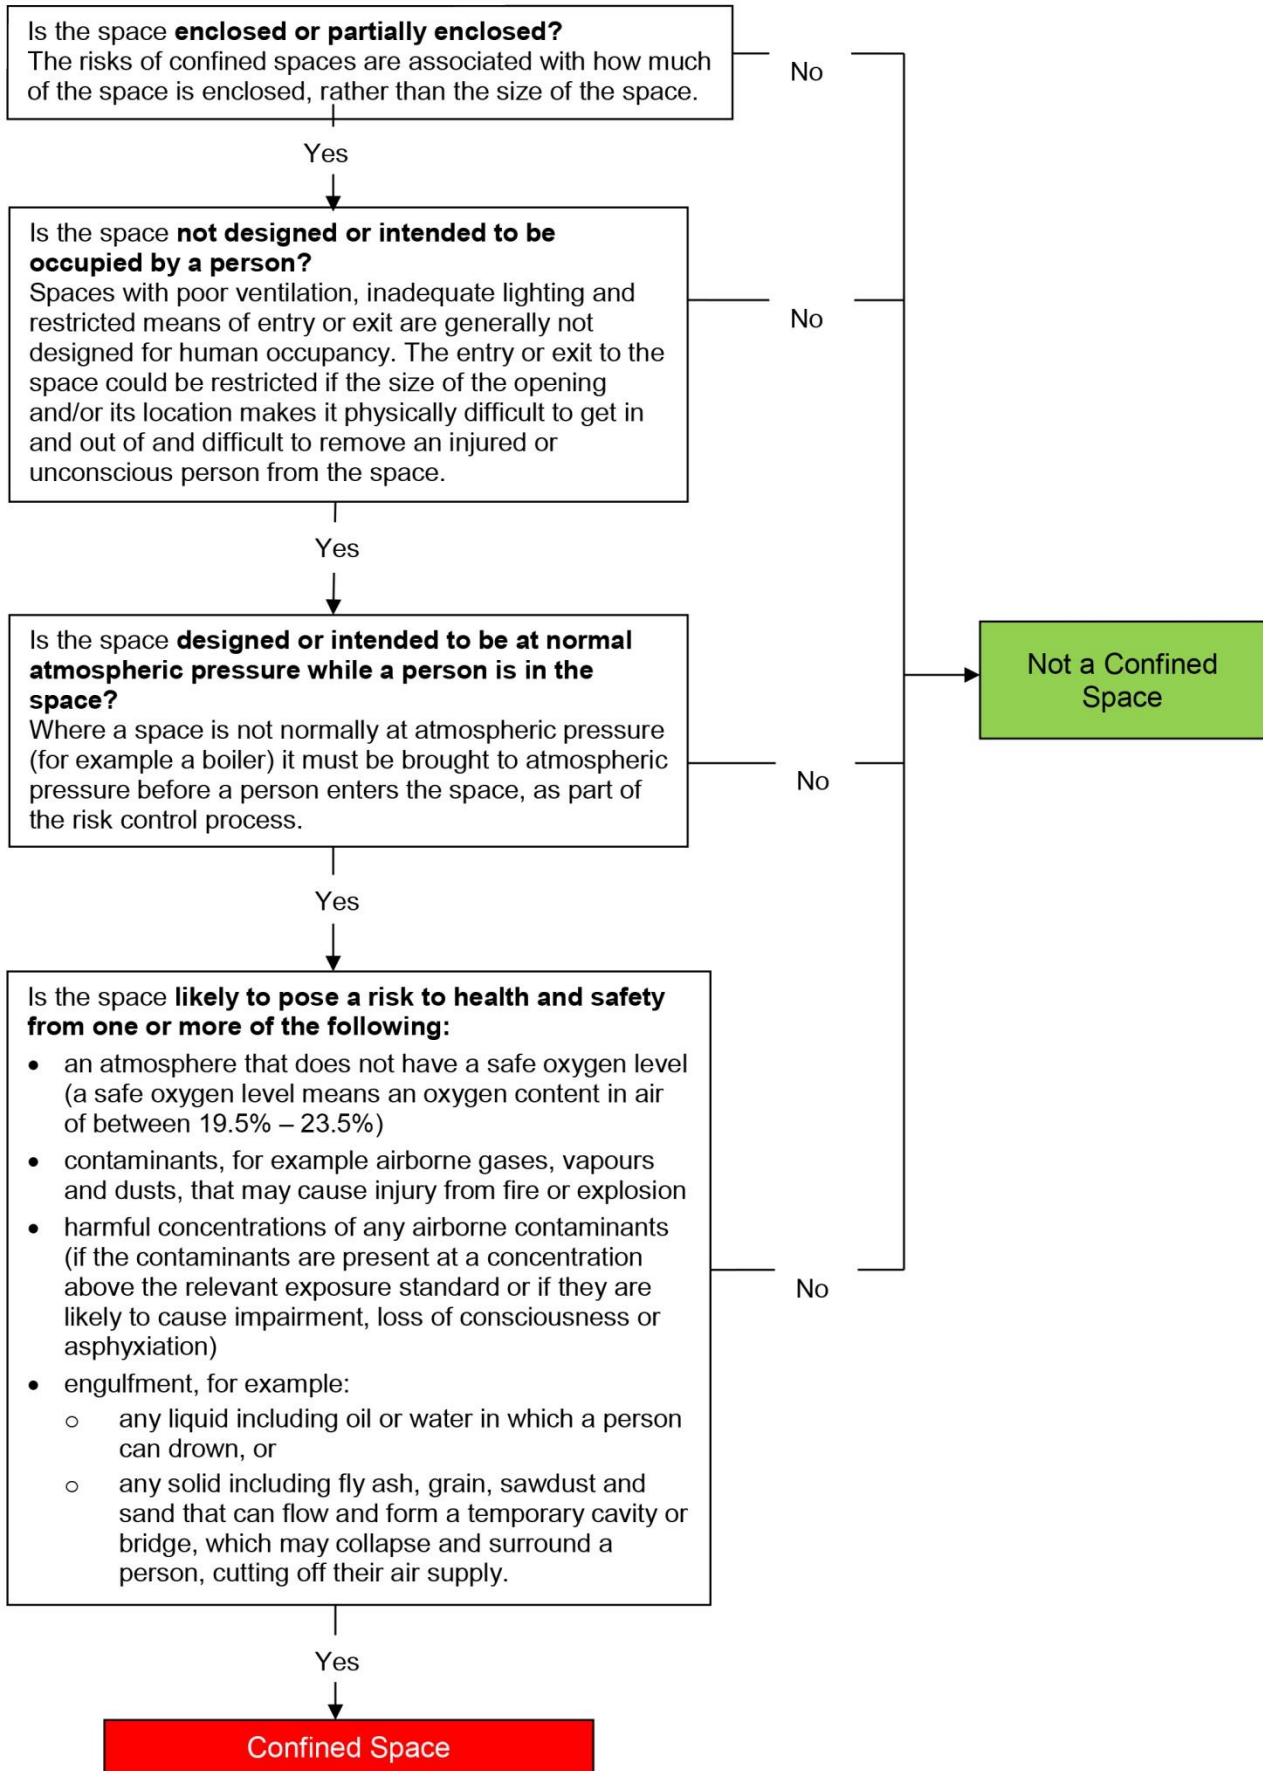 Is the space enclosed or partially enclosed?
The risks of confined spaces are associated with how much
of the space is enclosed, rather than the size of the space.
No
Yes
Is the space not designed or intended to be
occupied by a person?
Spaces with poor ventilation, inadequate lighting and
restricted means of entry or exit are generally not
designed for human occupancy. The entry or exit to the
space could be restricted if the size of the opening
and/or its location makes it physically difficult to get in
and out of and difficult to remove an injured or
unconscious person from the space.
No
Yes
Is the space designed or intended to be at normal
atmospheric pressure while a person is in the
space?
Where a space is not normally at atmospheric pressure
(for example a boiler) it must be brought to atmospheric
pressure before a person enters the space, as part of
the risk control process.
No
Not a Confined
Space
Yes
Is the space likely to pose a risk to health and safety
from one or more of the following:
• an atmosphere that does not have a safe oxygen level
(a safe oxygen level means an oxygen content in air
of between 19.5% – 23.5%)
• contaminants, for example airborne gases, vapours
and dusts, that may cause injury from fire or explosion
• harmful concentrations of any airborne contaminants
(if the contaminants are present at a concentration
above the relevant exposure standard or if they are
likely to cause impairment, loss of consciousness or
asphyxiation)
• engulfment, for example:
o any liquid including oil or water in which a person
can drown, or
o any solid including fly ash, grain, sawdust and
sand that can flow and form a temporary cavity or
bridge, which may collapse and surround a
person, cutting off their air supply.
No
Yes
Confined Space